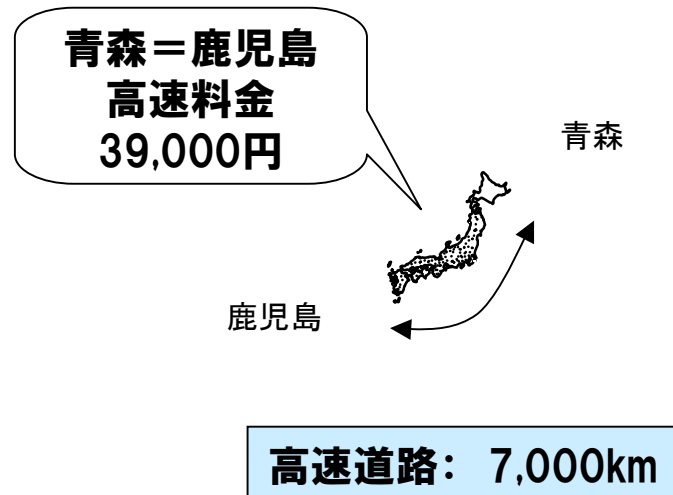 青森＝鹿児島
高速料金
39,000円
青森
鹿児島
高速道路： 7,000km